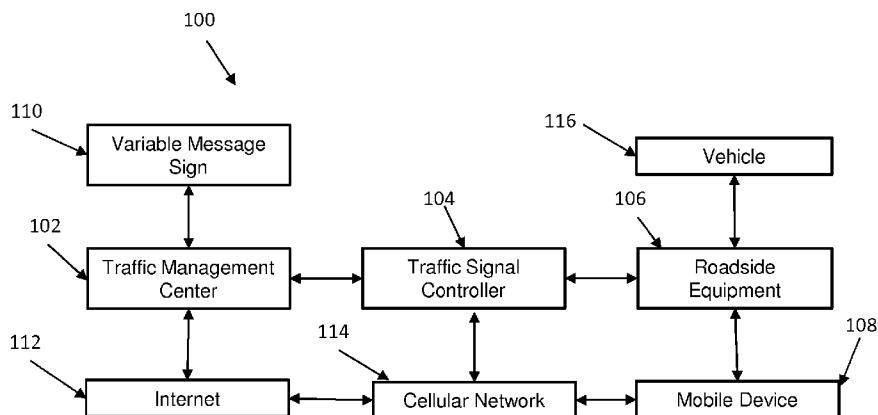 100
110
Variable Message
Sign
116
Vehicle
102
Traffic Management
Center
104
Traffic Signal
Controller
106
Roadside
Equipment
112
Internet
114
Cellular Network
108
Mobile Device